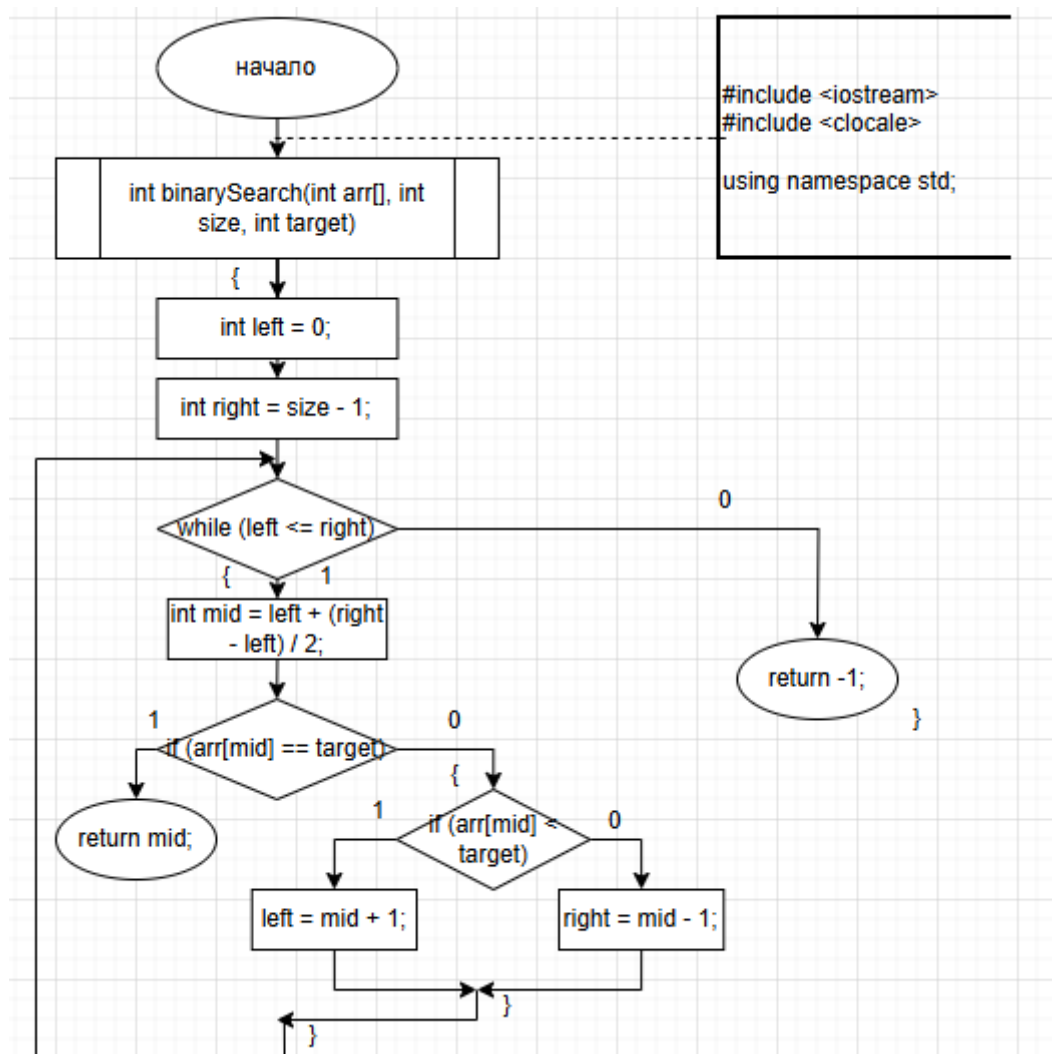 начало
#include <iostream>
#include <clocale>
using namespace std;
int binarySearch(int arr[], int
size, int target)
{
int left = 0;
int right = size - 1;
while (left <= right)
0
{
1
int mid = left + (right
- left) / 2;
return -1;
}
1
if (arr[mid] == target)
0
{
return mid;
1
if (arr[mid] <
target)
0
left = mid + 1;
right = mid - 1;
}
}